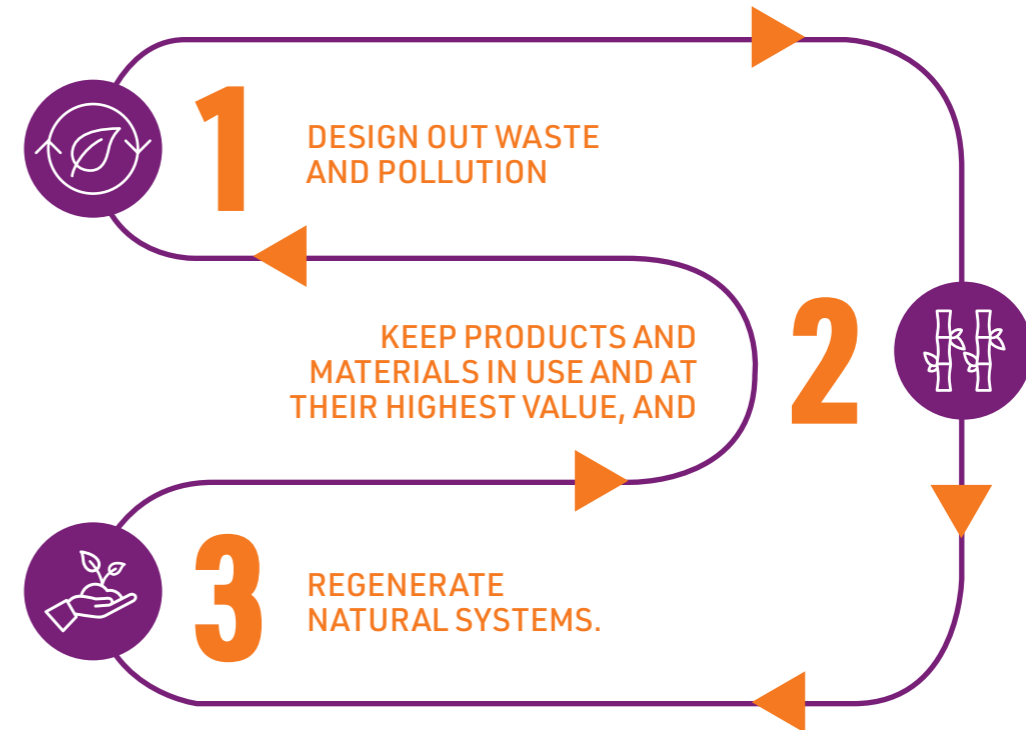 1
DESIGN OUT WASTE
AND POLLUTION
2
KEEP PRODUCTS AND
MATERIALS IN USE AND AT
THEIR HIGHEST VALUE, AND
3
REGENERATE
NATURAL SYSTEMS.